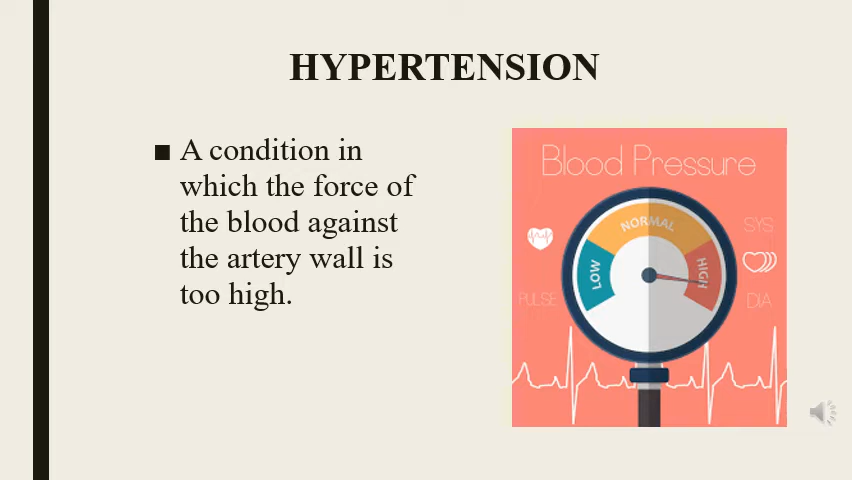 HYPERTENSION
■ A condition in
which the force of
the blood against
the artery wall is
too high.
Blood Pressure
NORMAL
LOW
HIGH
SYS
PULSE
DIA